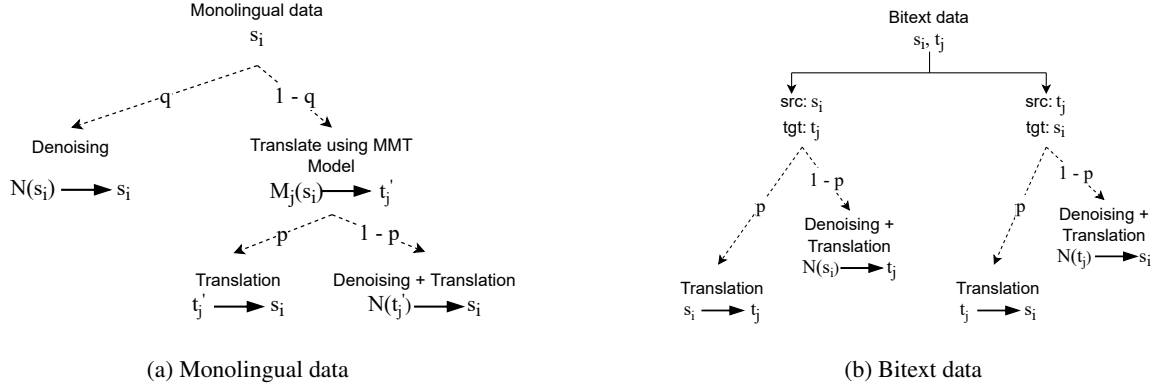 Monolingual data
s_i
q
1 - q
Denoising
N(s_i) ⟶ s_i
Translate using MMT
Model
M_j(s_i) ⟶ t_j'
p
1 - p
Translation
t_j' ⟶ s_i
Denoising + Translation
N(t_j') ⟶ s_i
(a) Monolingual data
Bitext data
s_i, t_j
src: s_i
tgt: t_j
p
1 - p
Denoising +
Translation
N(s_i) ⟶ t_j
Translation
s_i ⟶ t_j
src: t_j
tgt: s_i
p
1 - p
Denoising +
Translation
N(t_j) ⟶ s_i
Translation
t_j ⟶ s_i
(b) Bitext data